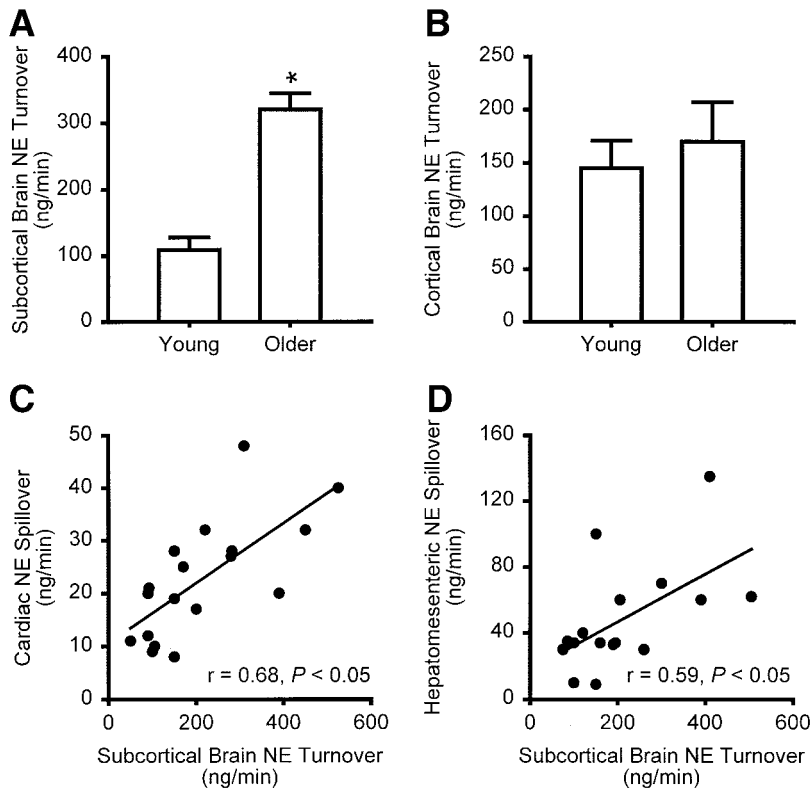 A
Subcortical Brain NE Turnover
(ng/min)
400
300
200
100
0
*
Young
Older
B
Cortical Brain NE Turnover
(ng/min)
250
200
150
100
50
0
Young
Older
C
Cardiac NE Spillover
(ng/min)
50
40
30
20
10
0
r = 0.68, P < 0.05
0
200
400
600
Subcortical Brain NE Turnover
(ng/min)
D
Hepatomesenteric NE Spillover
(ng/min)
160
120
80
40
0
r = 0.59, P < 0.05
0
200
400
600
Subcortical Brain NE Turnover
(ng/min)